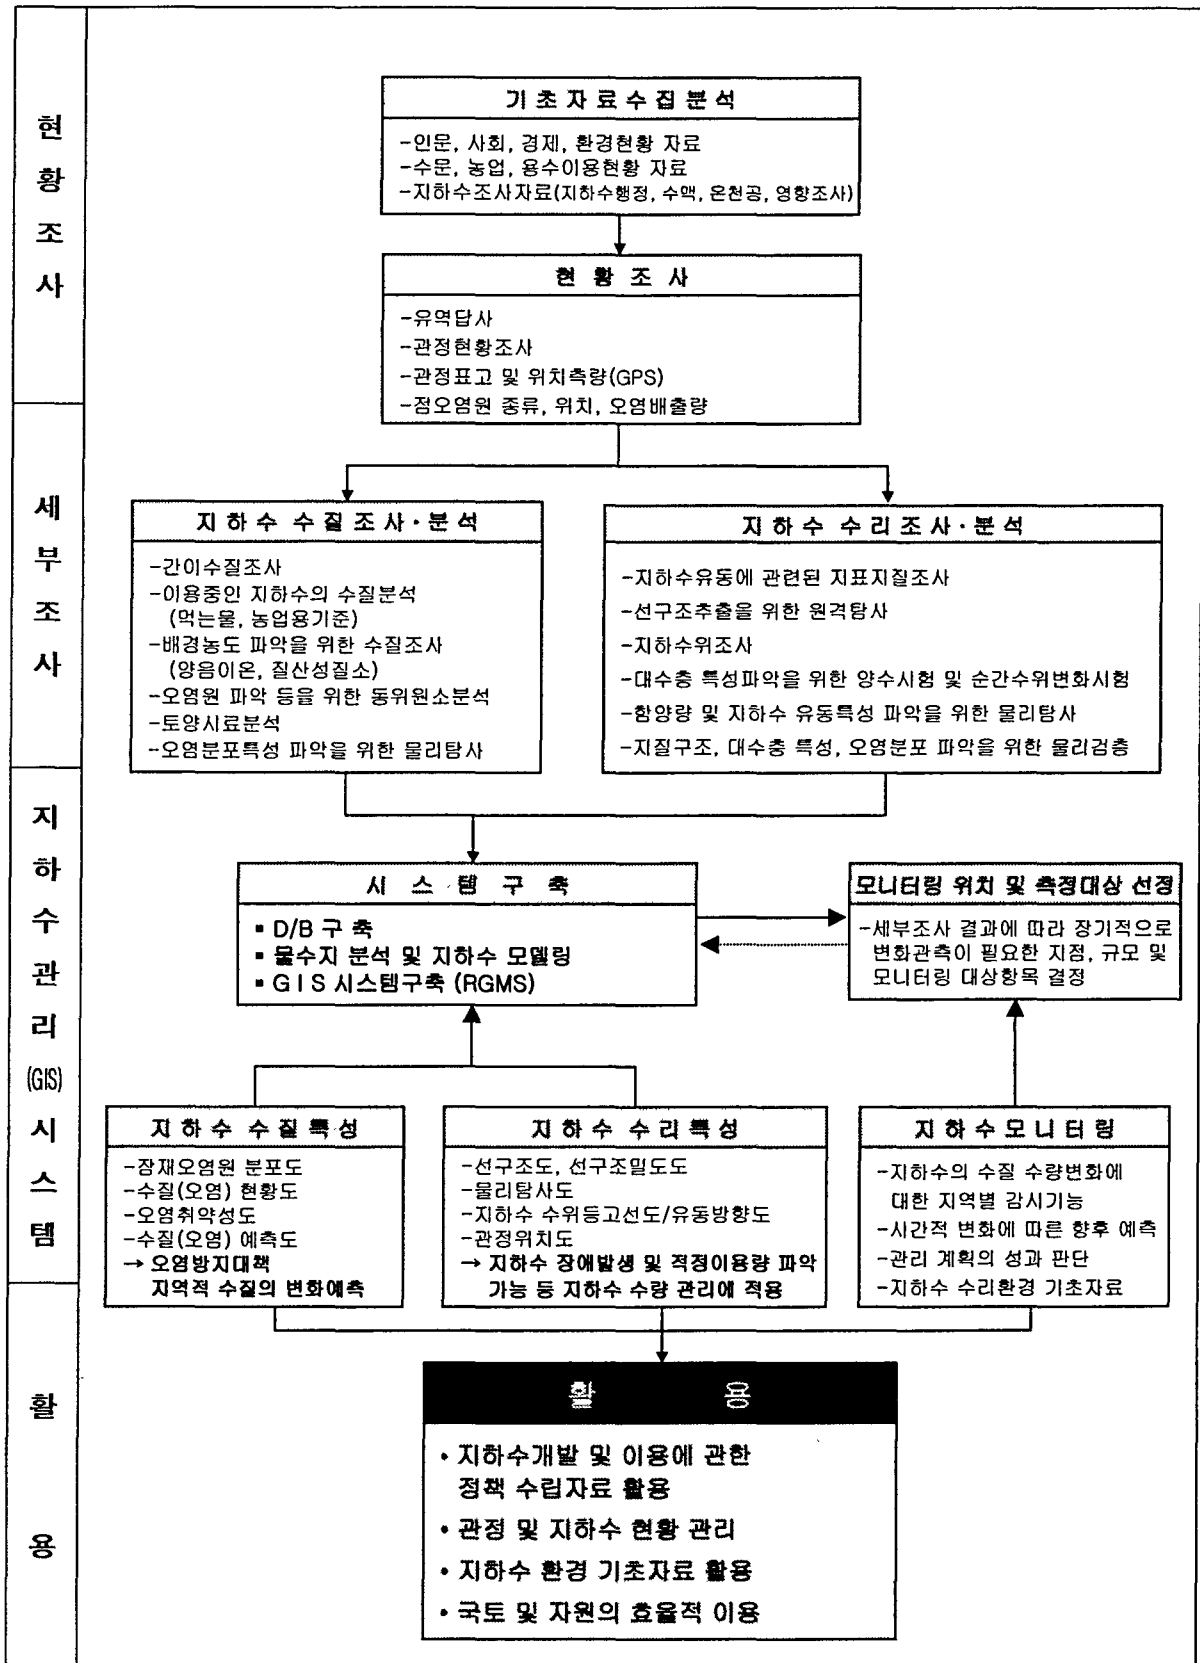 현
황
조
사
기초자료수집분석
-인문, 사회, 경제, 환경현황 자료
-수문, 농업, 용수이용현황 자료
-지하수조사자료(지하수행정, 수맥, 온천공, 영향조사)
현 황 조 사
-유역답사
-관정현황조사
-관정표고 및 위치측량(GPS)
-점오염원 종류, 위치, 오염배출량
세
부
조
사
지하수 수질조사·분석
-간이수질조사
-이용중인 지하수의 수질분석
(먹는물, 농업용기준)
-배경농도 파악을 위한 수질조사
(양음이온, 질산성질소)
-오염원 파악 등을 위한 동위원소분석
-토양시료분석
-오염분포특성 파악을 위한 물리탐사
지하수 수리조사·분석
-지하수유동에 관련된 지표지질조사
-선구조추출을 위한 원격탐사
-지하수위조사
-대수층 특성파악을 위한 양수시험 및 순간수위변화시험
-함양량 및 지하수 유동특성 파악을 위한 물리탐사
-지질구조, 대수층 특성, 오염분포 파악을 위한 물리검층
지
하
수
관
리
(GIS)
시
스
템
시 스 템 구 축
▪ D/B 구 축
▪ 물수지 분석 및 지하수 모델링
▪ G I S 시스템구축 (RGMS)
모니터링 위치 및 측정대상 선정
-세부조사 결과에 따라 장기적으로
변화관측이 필요한 지점, 규모 및
모니터링 대상항목 결정
지하수 수질특성
-잠재오염원 분포도
-수질(오염) 현황도
-오염취약성도
-수질(오염) 예측도
→ 오염방지대책
지역적 수질의 변화예측
지하수 수리특성
-선구조도, 선구조밀도도
-물리탐사도
-지하수 수위등고선도/유동방향도
-관정위치도
→ 지하수 장애발생 및 적정이용량 파악
가능 등 지하수 수량 관리에 적용
지하수모니터링
-지하수의 수질 수량변화에
대한 지역별 감시기능
-시간적 변화에 따른 향후 예측
-관리 계획의 성과 판단
-지하수 수리환경 기초자료
활
용
활 용
• 지하수개발 및 이용에 관한
정책 수립자료 활용
• 관정 및 지하수 현황 관리
• 지하수 환경 기초자료 활용
• 국토 및 자원의 효율적 이용